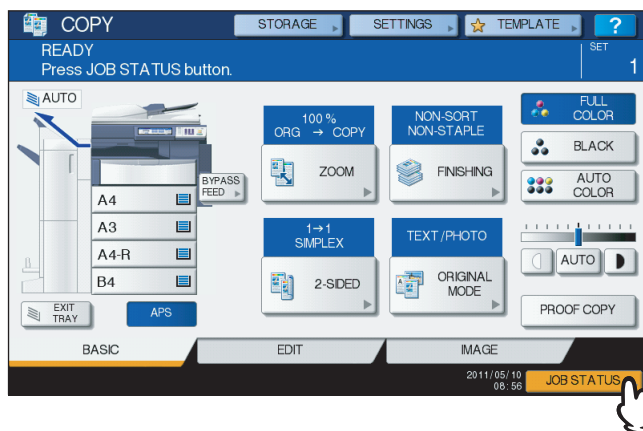 COPY
STORAGE
SETTINGS
TEMPLATE
?
READY
Press JOB STATUS button.
SET
1
AUTO
100 %
ORG → COPY
ZOOM
NON-SORT
NON-STAPLE
FINISHING
FULL
COLOR
BLACK
AUTO
COLOR
BYPASS
FEED
A4
A3
A4-R
B4
1→1
SIMPLEX
2-SIDED
TEXT/PHOTO
ORIGINAL
MODE
AUTO
EXIT
TRAY
APS
PROOF COPY
BASIC
EDIT
IMAGE
2011/05/10
08:56
JOB STATUS